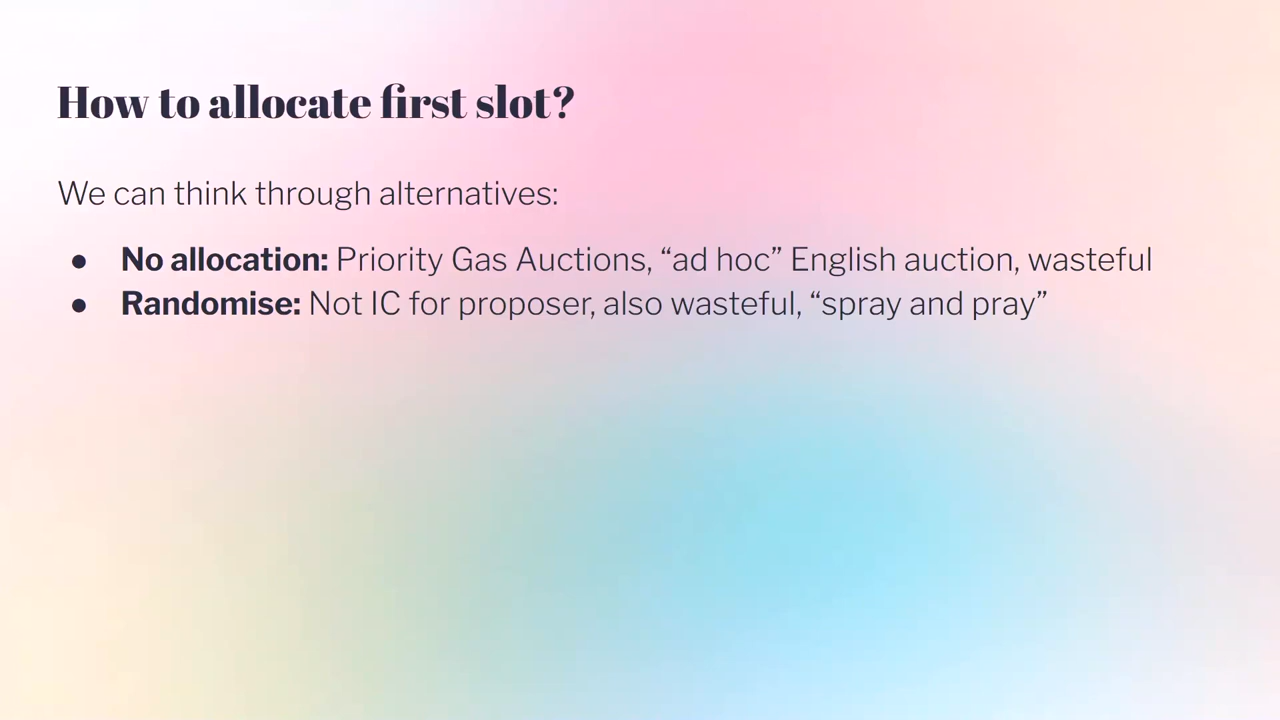 How to allocate first slot?
We can think through alternatives:
● No allocation: Priority Gas Auctions, “ad hoc” English auction, wasteful
● Randomise: Not IC for proposer, also wasteful, “spray and pray”